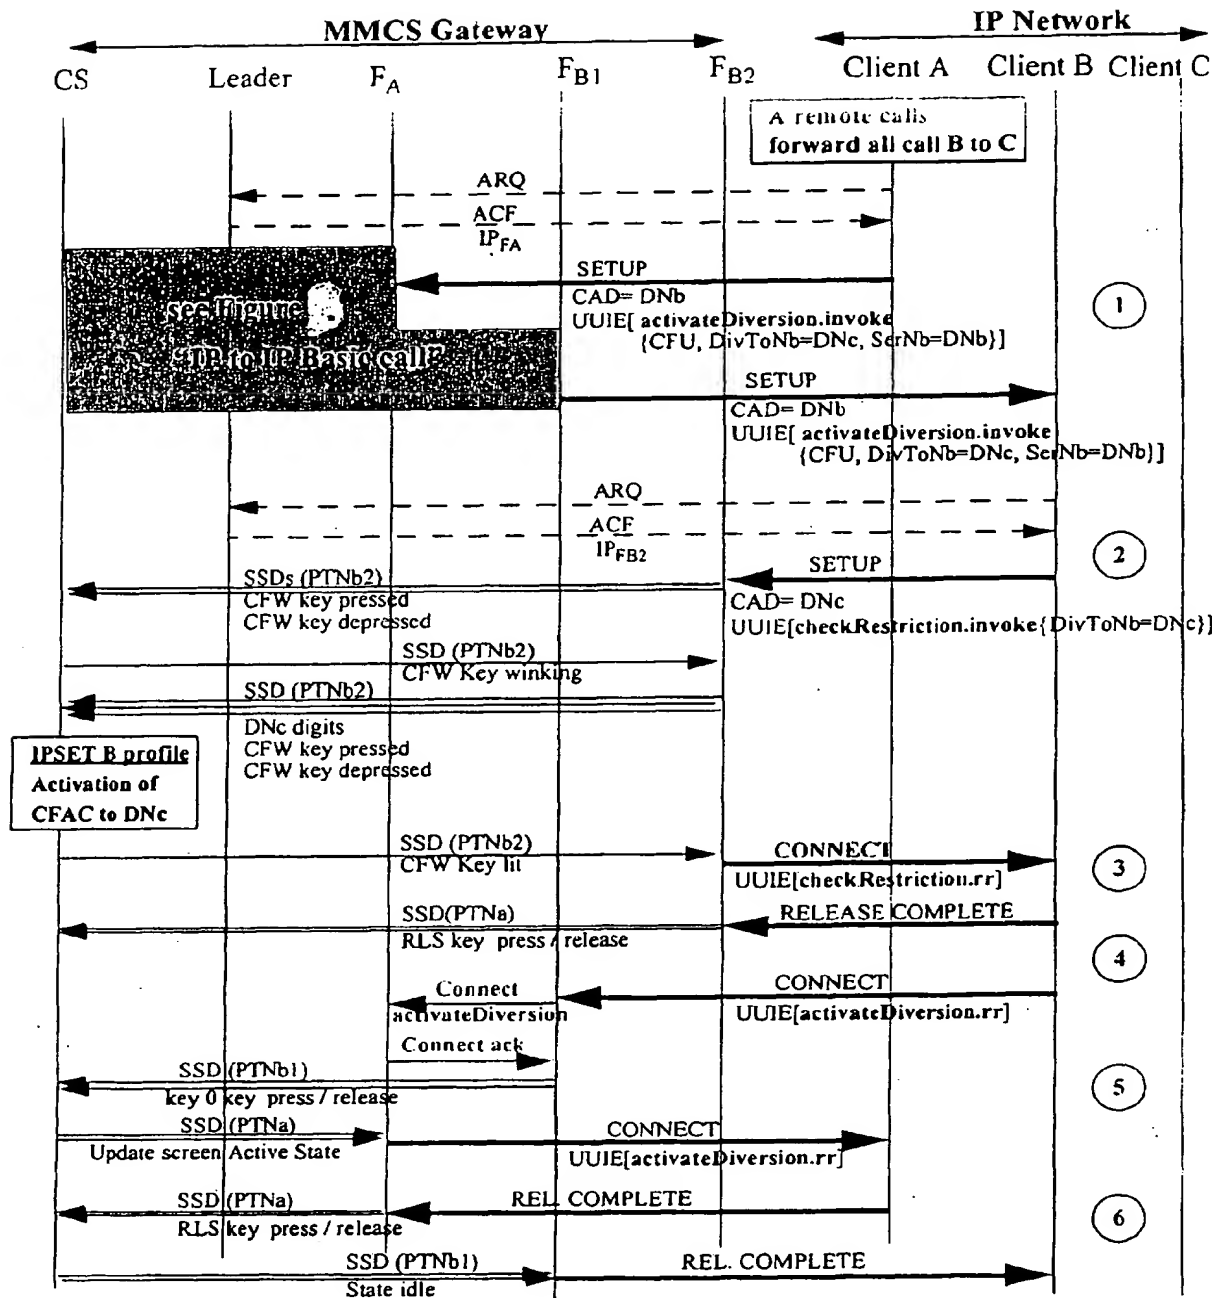 MMCS Gateway
IP Network
CS
Leader
FA
FB1
FB2
Client A
Client B
Client C
A remote calls
forward all call B to C
ARQ
ACF
IPFA
see Figure
"IP to IP Basic call"
SETUP
CAD= DNb
UUIE[ activateDiversion.invoke
{CFU, DivToNb=DNc, SerNb=DNb}]
1
SETUP
CAD= DNb
UUIE[ activateDiversion.invoke
{CFU, DivToNb=DNc, SerNb=DNb}]
ARQ
ACF
IPFB2
2
SETUP
CAD= DNc
UUIE[checkRestriction.invoke{DivToNb=DNc}]
SSDs (PTNb2)
CFW key pressed
CFW key depressed
SSD (PTNb2)
CFW Key winking
SSD (PTNb2)
DNc digits
CFW key pressed
CFW key depressed
IPSET B profile
Activation of
CFAC to DNc
SSD (PTNb2)
CFW Key lit
CONNECT
UUIE[checkRestriction.rr]
3
SSD(PTNa)
RLS key press / release
RELEASE COMPLETE
4
Connect
activateDiversion
CONNECT
UUIE[activateDiversion.rr]
Connect ack
SSD (PTNb1)
key 0 key press / release
5
SSD (PTNa)
Update screen Active State
CONNECT
UUIE[activateDiversion.rr]
SSD (PTNa)
RLS key press / release
REL. COMPLETE
6
SSD (PTNb1)
State idle
REL. COMPLETE